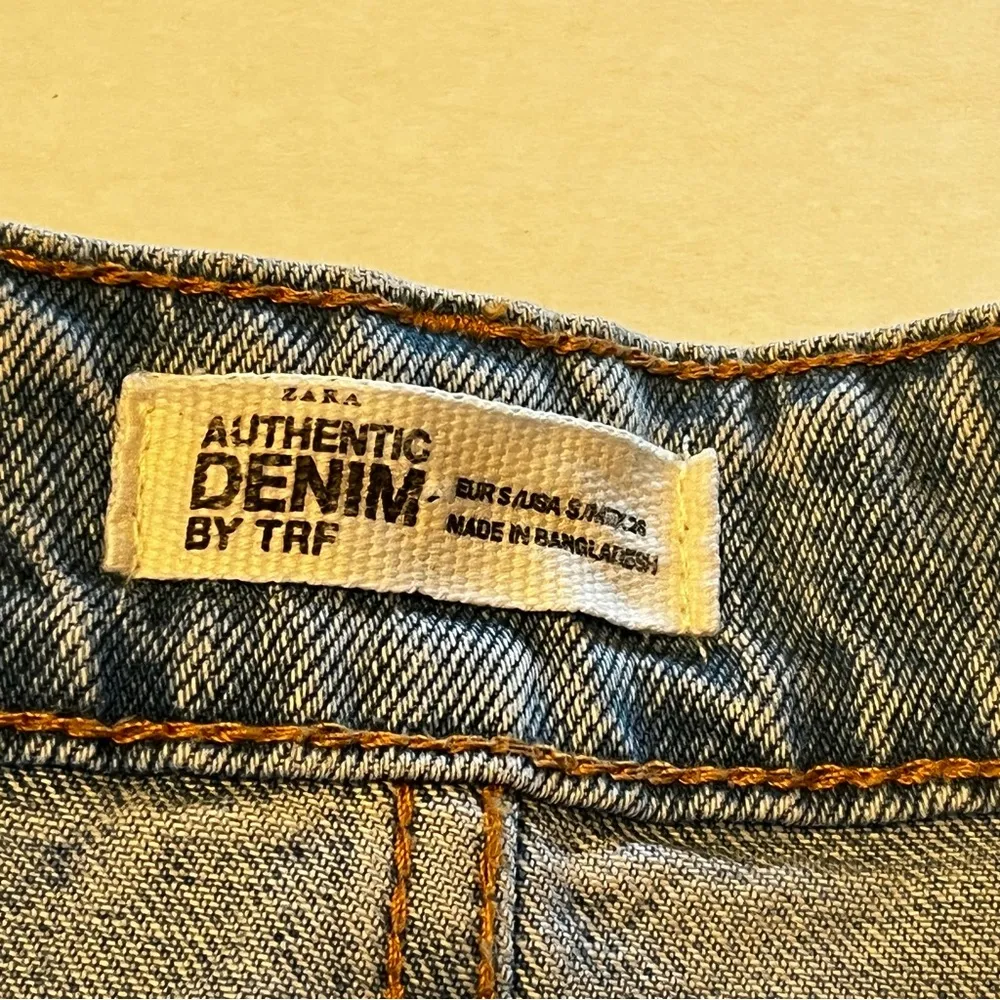 ZARA
AUTHENTIC
DENIM
BY TRF
EUR S/USA S/MEX 26
MADE IN BANGLADESH